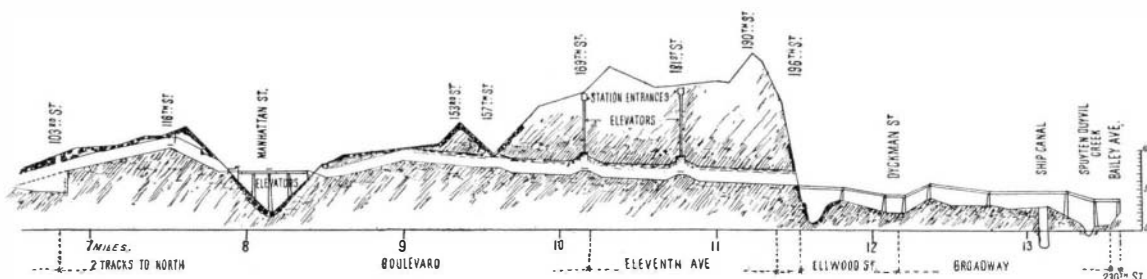 103RD ST.
116TH ST.
MANHATTAN ST.
ELEVATORS
153RD ST.
157TH ST.
169TH ST.
STATION ENTRANCES
ELEVATORS
181ST ST.
190TH ST.
196TH ST.
DYCKMAN ST
SHIP CANAL
SPUYTEN DUYVIL
CREEK
BAILEY AVE.
7 MILES. 8 9 10 11 12 13
2 TRACKS TO NORTH BOULEVARD ELEVENTH AVE ELLWOOD ST. BROADWAY
230TH ST.